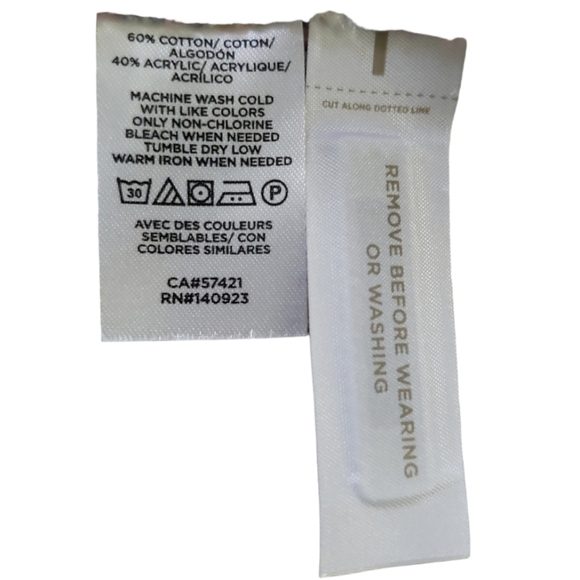 60% COTTON/ COTON/
ALGODÓN
40% ACRYLIC/ ACRYLIQUE/
ACRÍLICO
MACHINE WASH COLD
WITH LIKE COLORS
ONLY NON-CHLORINE
BLEACH WHEN NEEDED
TUMBLE DRY LOW
WARM IRON WHEN NEEDED
30 P
AVEC DES COULEURS
SEMBLABLES/ CON
COLORES SIMILARES
CA#57421
RN#140923
CUT ALONG DOTTED LINE
REMOVE BEFORE WEARING
OR WASHING